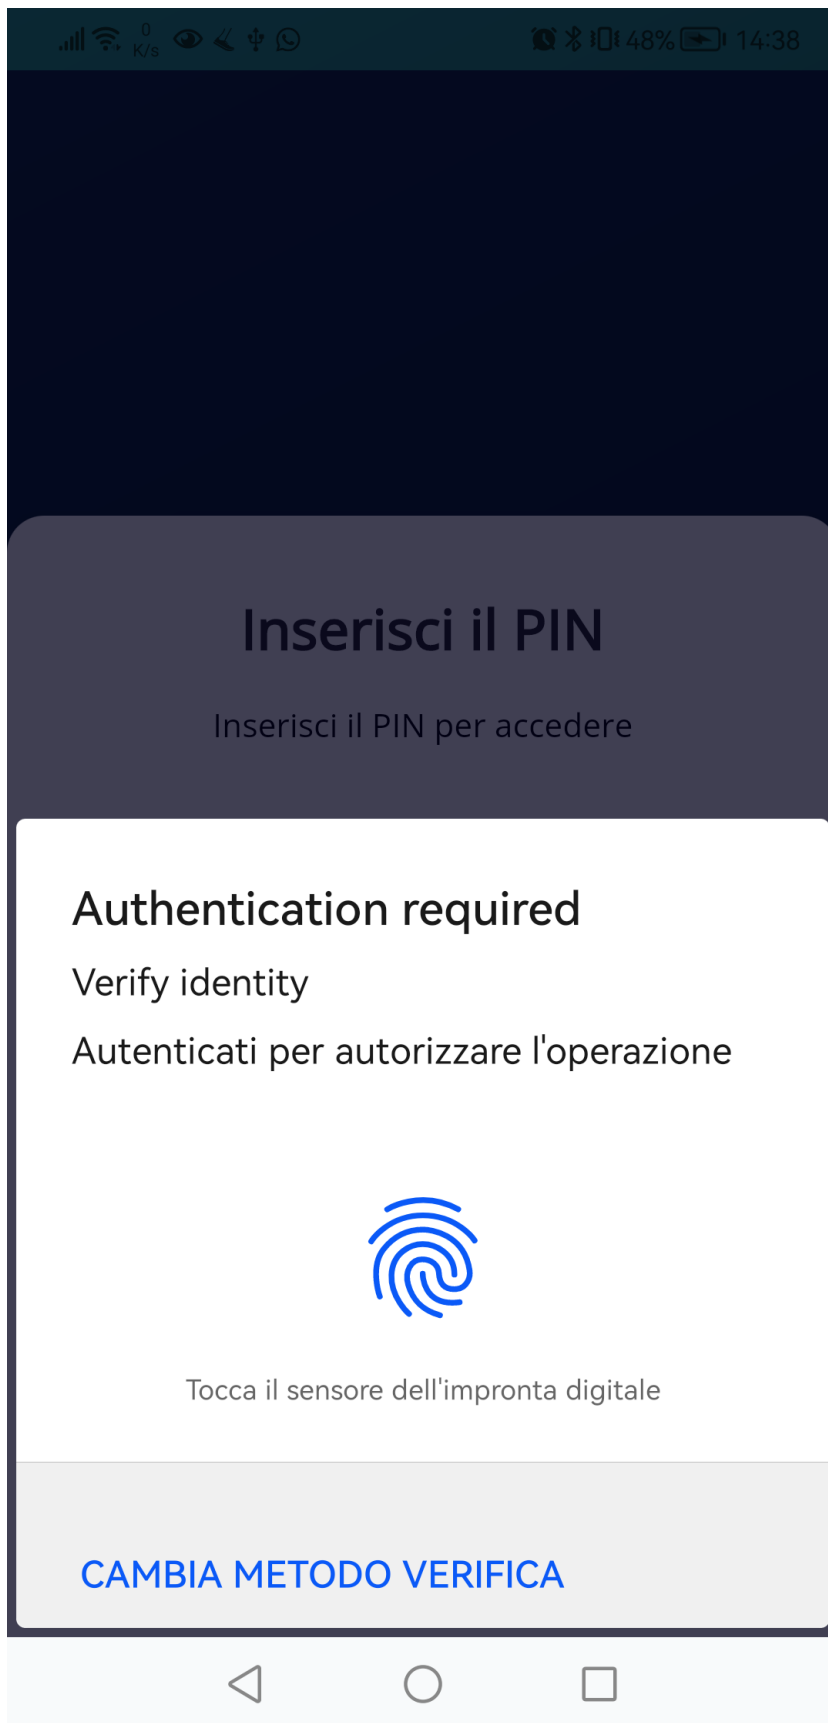 0
K/s
48%
14:38
Inserisci il PIN
Inserisci il PIN per accedere
Authentication required
Verify identity
Autenticati per autorizzare l'operazione
Tocca il sensore dell'impronta digitale
CAMBIA METODO VERIFICA